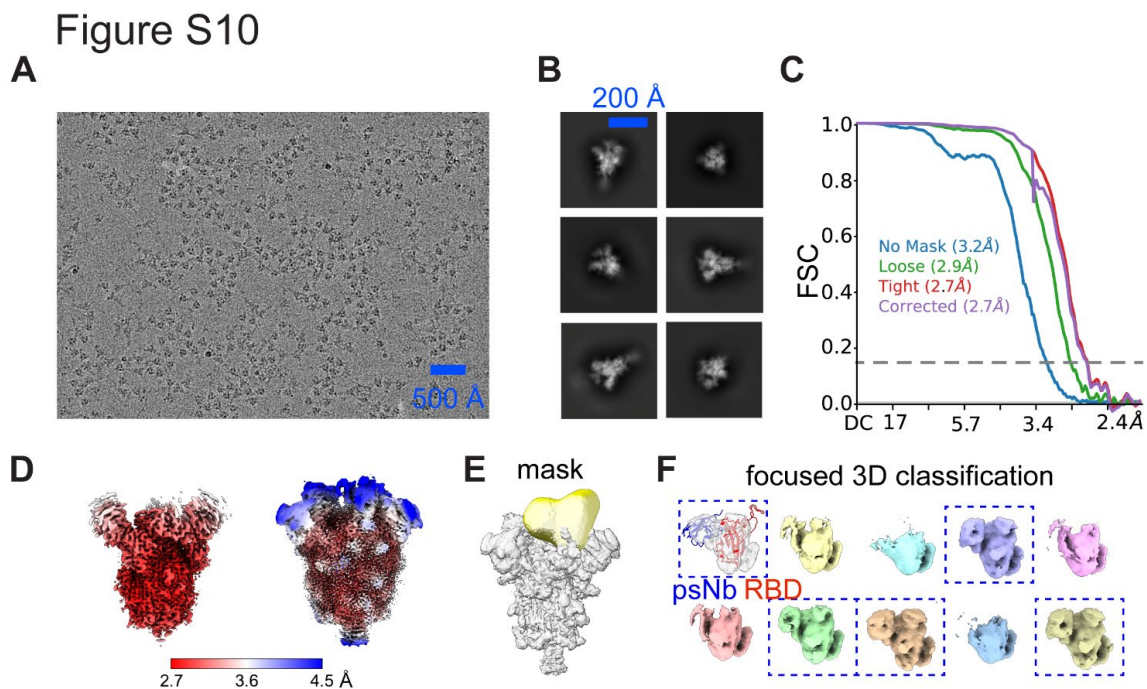 Figure S10
A
500 Å
B
200 Å
C
FSC
1.0
0.8
0.6
0.4
0.2
0.0
No Mask (3.2Å)
Loose (2.9Å)
Tight (2.7Å)
Corrected (2.7Å)
DC 17 5.7 3.4 2.4Å
D
2.7 3.6 4.5 Å
E
mask
F
focused 3D classification
psNb RBD